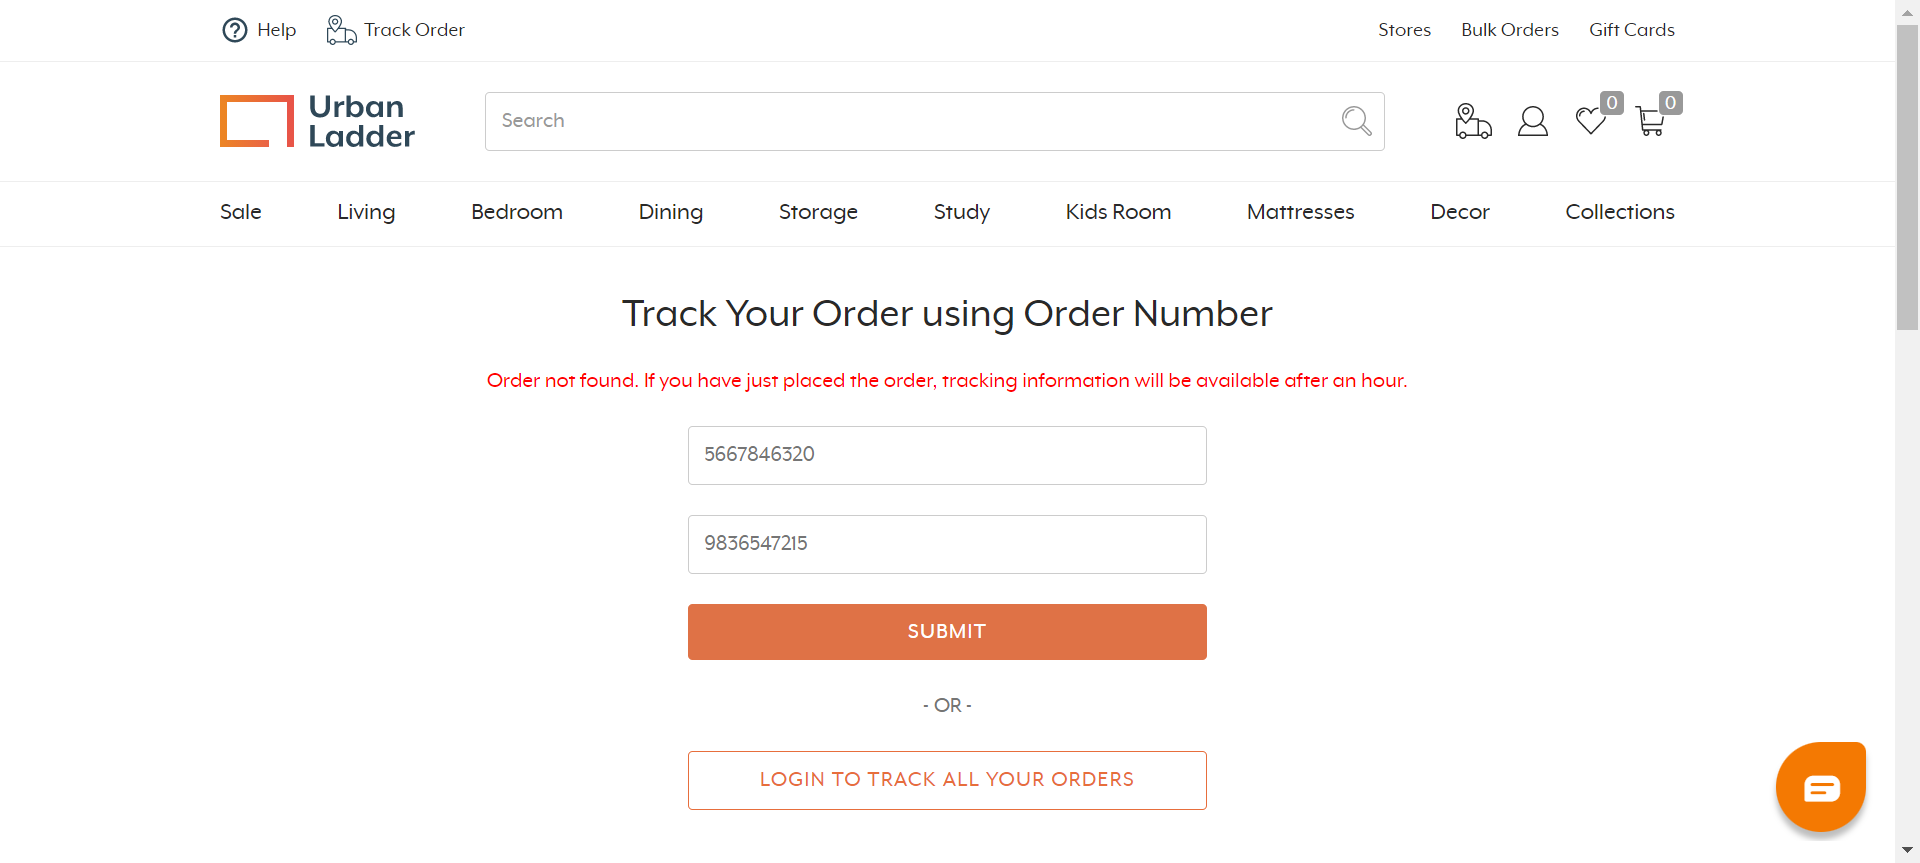 Help
Track Order
Stores
Bulk Orders
Gift Cards
Urban
Ladder
Search
0
0
Sale
Living
Bedroom
Dining
Storage
Study
Kids Room
Mattresses
Decor
Collections
Track Your Order using Order Number
Order not found. If you have just placed the order, tracking information will be available after an hour.
5667846320
9836547215
SUBMIT
- OR -
LOGIN TO TRACK ALL YOUR ORDERS